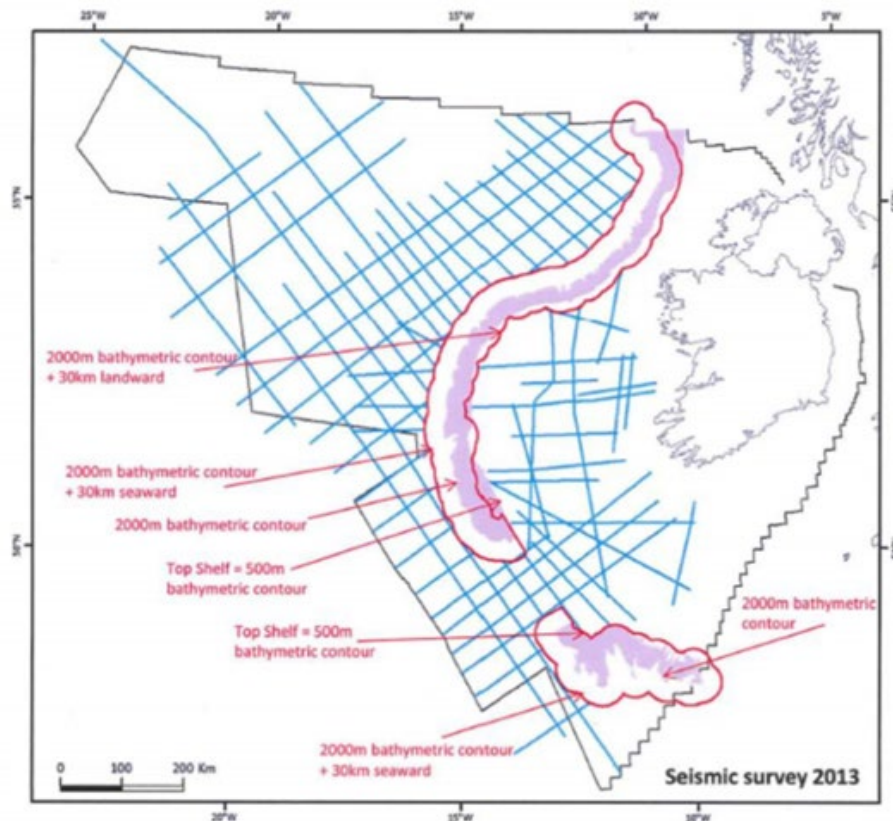 25°W 20°W 15°W 10°W 5°W
55°N
2000m bathymetric contour
+ 30km landward
2000m bathymetric contour
+ 30km seaward
2000m bathymetric contour
50°N
Top Shelf = 500m
bathymetric contour
2000m bathymetric
contour
Top Shelf = 500m
bathymetric contour
2000m bathymetric contour
+ 30km seaward
0 100 200 Km
Seismic survey 2013
20°W 15°W 10°W